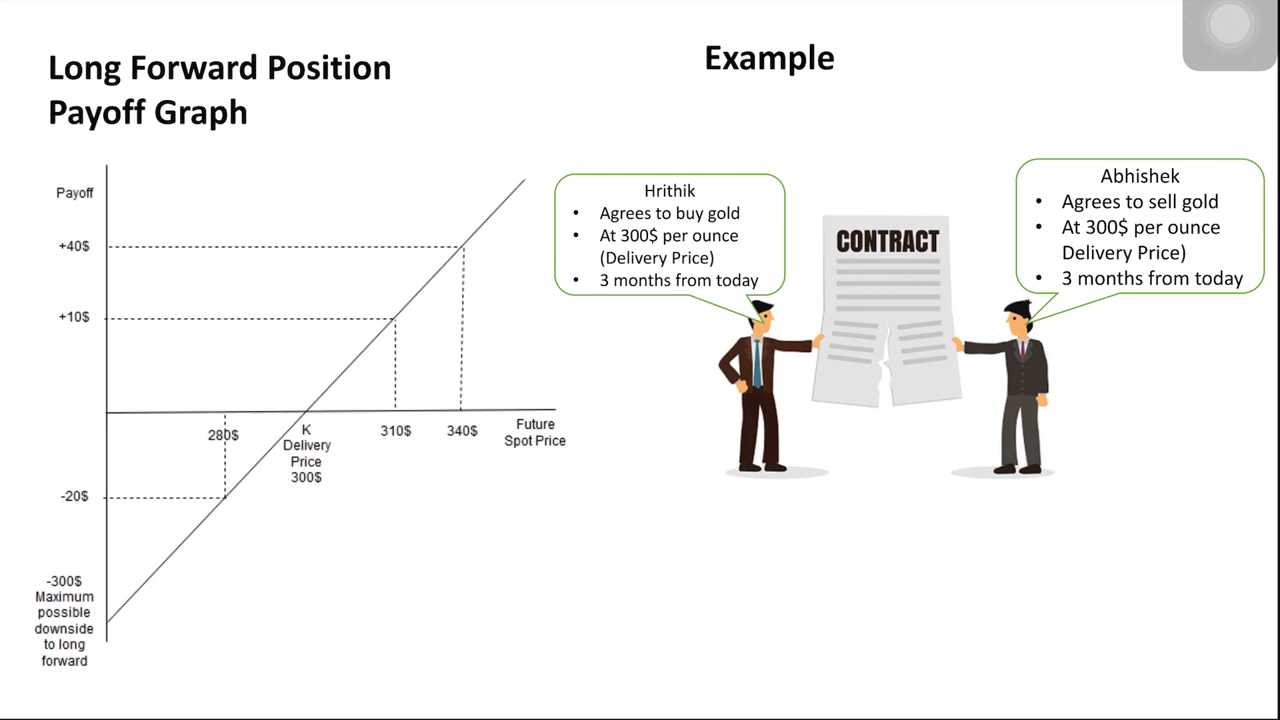 Long Forward Position
Payoff Graph
Example
Payoff
+40$
+10$
280$
K
Delivery
Price
300$
310$
340$
Future
Spot Price
-20$
-300$
Maximum
possible
downside
to long
forward
Hrithik
• Agrees to buy gold
• At 300$ per ounce
(Delivery Price)
• 3 months from today
CONTRACT
Abhishek
• Agrees to sell gold
• At 300$ per ounce
Delivery Price)
• 3 months from today